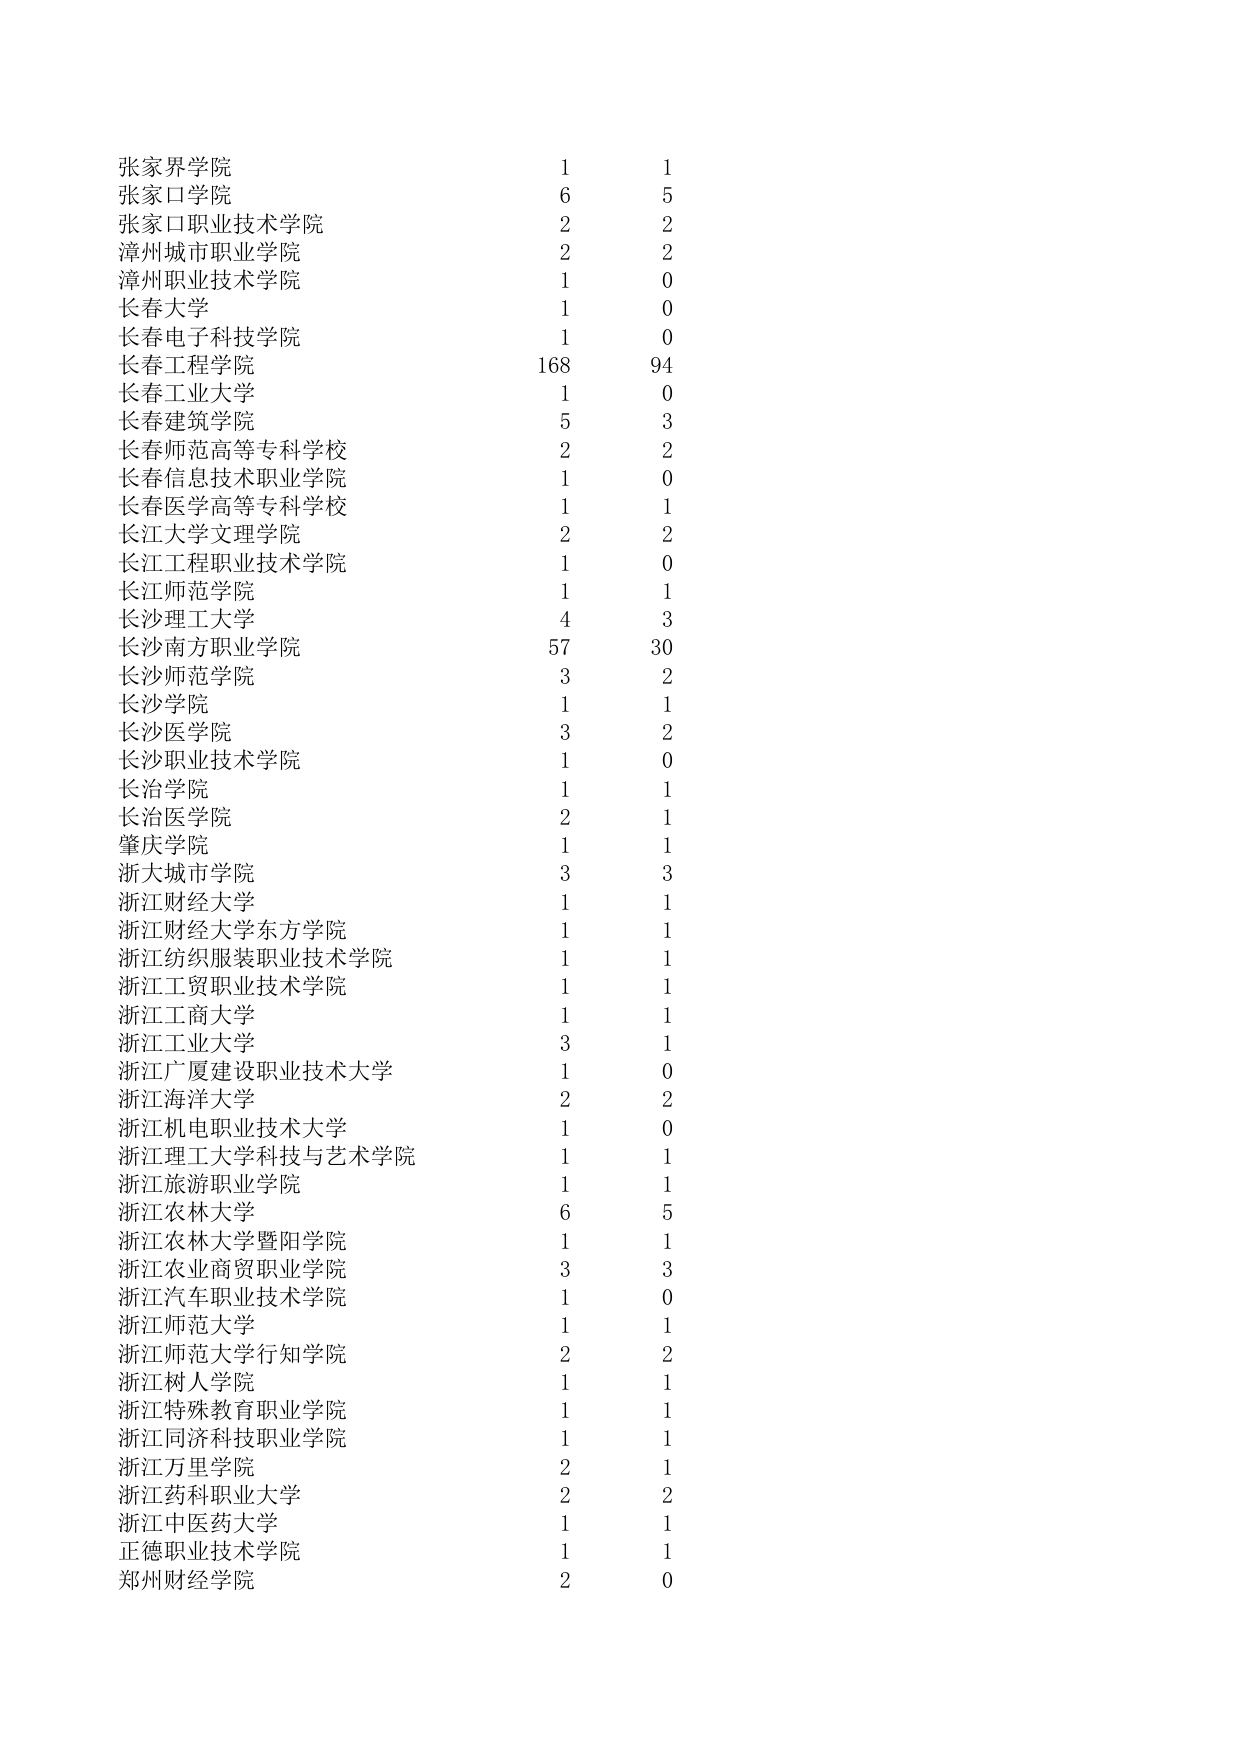 张家界学院 1 1
张家口学院 6 5
张家口职业技术学院 2 2
漳州城市职业学院 2 2
漳州职业技术学院 1 0
长春大学 1 0
长春电子科技学院 1 0
长春工程学院 168 94
长春工业大学 1 0
长春建筑学院 5 3
长春师范高等专科学校 2 2
长春信息技术职业学院 1 0
长春医学高等专科学校 1 1
长江大学文理学院 2 2
长江工程职业技术学院 1 0
长江师范学院 1 1
长沙理工大学 4 3
长沙南方职业学院 57 30
长沙师范学院 3 2
长沙学院 1 1
长沙医学院 3 2
长沙职业技术学院 1 0
长治学院 1 1
长治医学院 2 1
肇庆学院 1 1
浙大城市学院 3 3
浙江财经大学 1 1
浙江财经大学东方学院 1 1
浙江纺织服装职业技术学院 1 1
浙江工贸职业技术学院 1 1
浙江工商大学 1 1
浙江工业大学 3 1
浙江广厦建设职业技术大学 1 0
浙江海洋大学 2 2
浙江机电职业技术大学 1 0
浙江理工大学科技与艺术学院 1 1
浙江旅游职业学院 1 1
浙江农林大学 6 5
浙江农林大学暨阳学院 1 1
浙江农业商贸职业学院 3 3
浙江汽车职业技术学院 1 0
浙江师范大学 1 1
浙江师范大学行知学院 2 2
浙江树人学院 1 1
浙江特殊教育职业学院 1 1
浙江同济科技职业学院 1 1
浙江万里学院 2 1
浙江药科职业大学 2 2
浙江中医药大学 1 1
正德职业技术学院 1 1
郑州财经学院 2 0